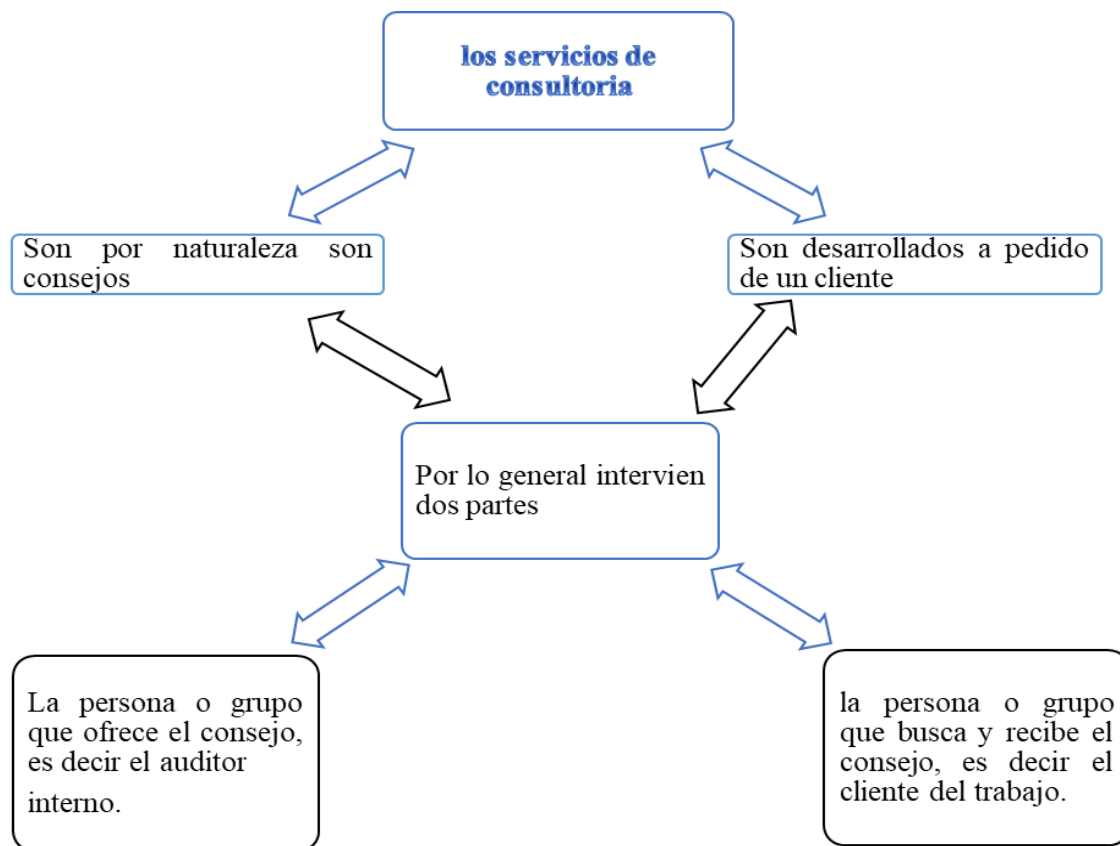 los servicios de
consultoria
Son por naturaleza son
consejos
Son desarrollados a pedido
de un cliente
Por lo general intervien
dos partes
La persona o grupo
que ofrece el consejo,
es decir el auditor
interno.
la persona o grupo
que busca y recibe el
consejo, es decir el
cliente del trabajo.